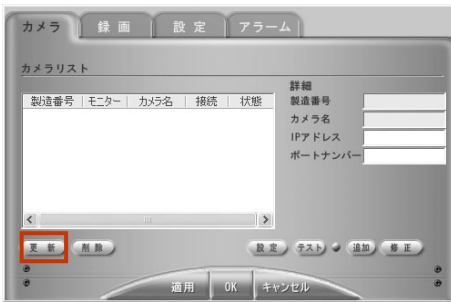 カメラ 録画 設定 アラーム
カメラリスト
製造番号 モニター カメラ名 接続 状態
詳細
製造番号
カメラ名
IPアドレス
ポートナンバー
更新 削除 設定 テスト 追加 修正
適用 OK キャンセル